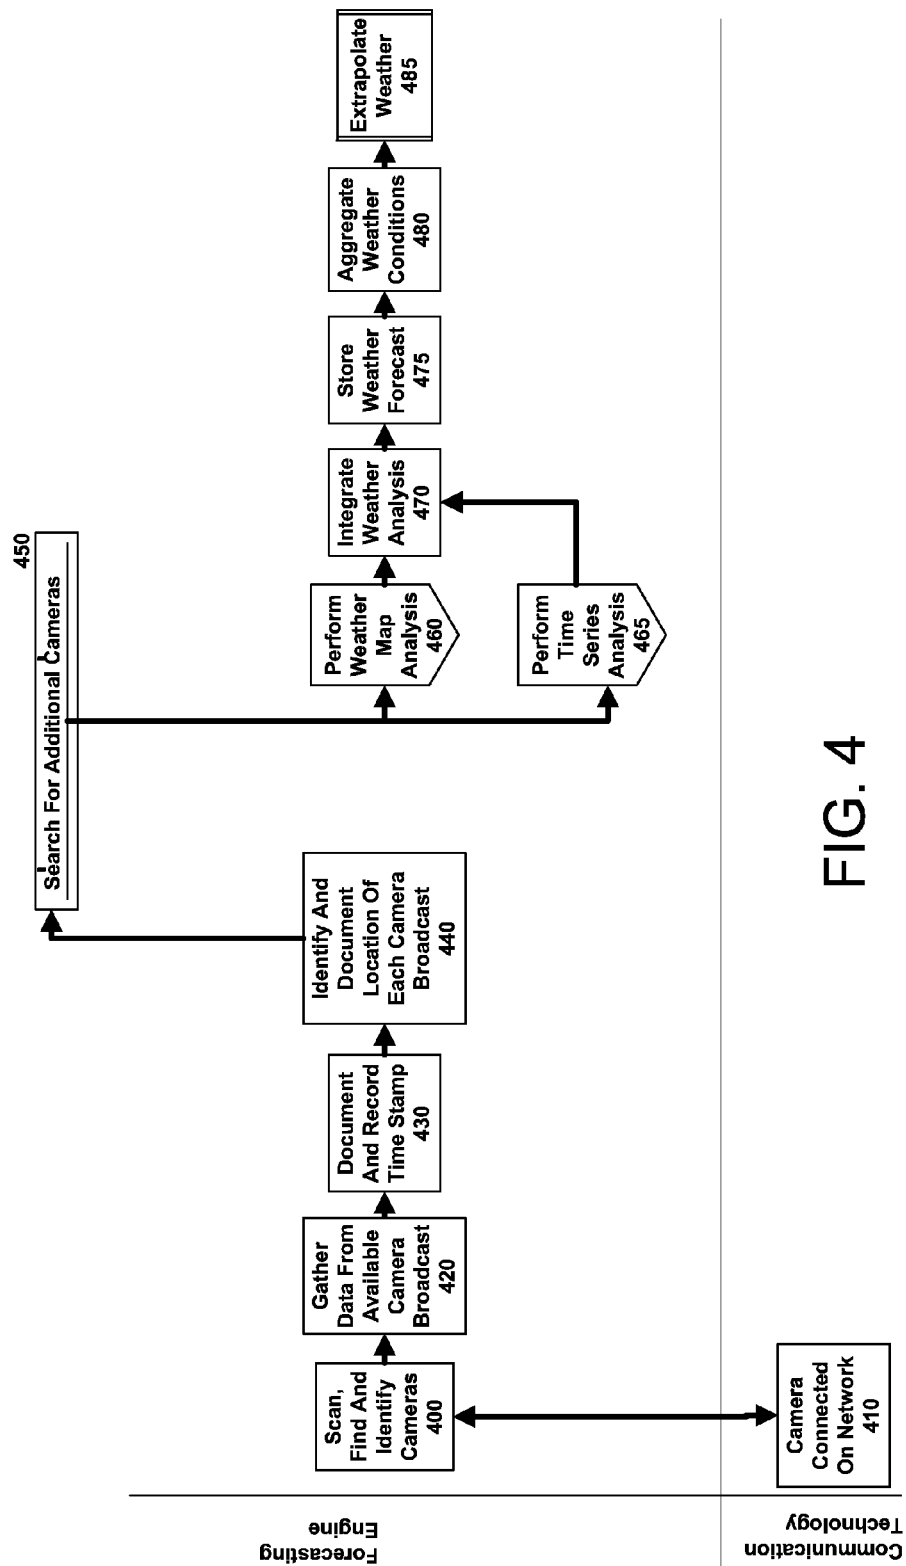 Forecasting
Engine
Communication
Technology
Scan,
Find And
Identify
Cameras
400
Camera
Connected
On Network
410
Gather
Data From
Available
Camera
Broadcast
420
Document
And Record
Time Stamp
430
Identify And
Document
Location Of
Each Camera
Broadcast
440
Search For Additional Cameras
450
Perform
Weather
Map
Analysis
460
Perform
Time
Series
Analysis
465
Integrate
Weather
Analysis
470
Store
Weather
Forecast
475
Aggregate
Weather
Conditions
480
Extrapolate
Weather
485
FIG. 4